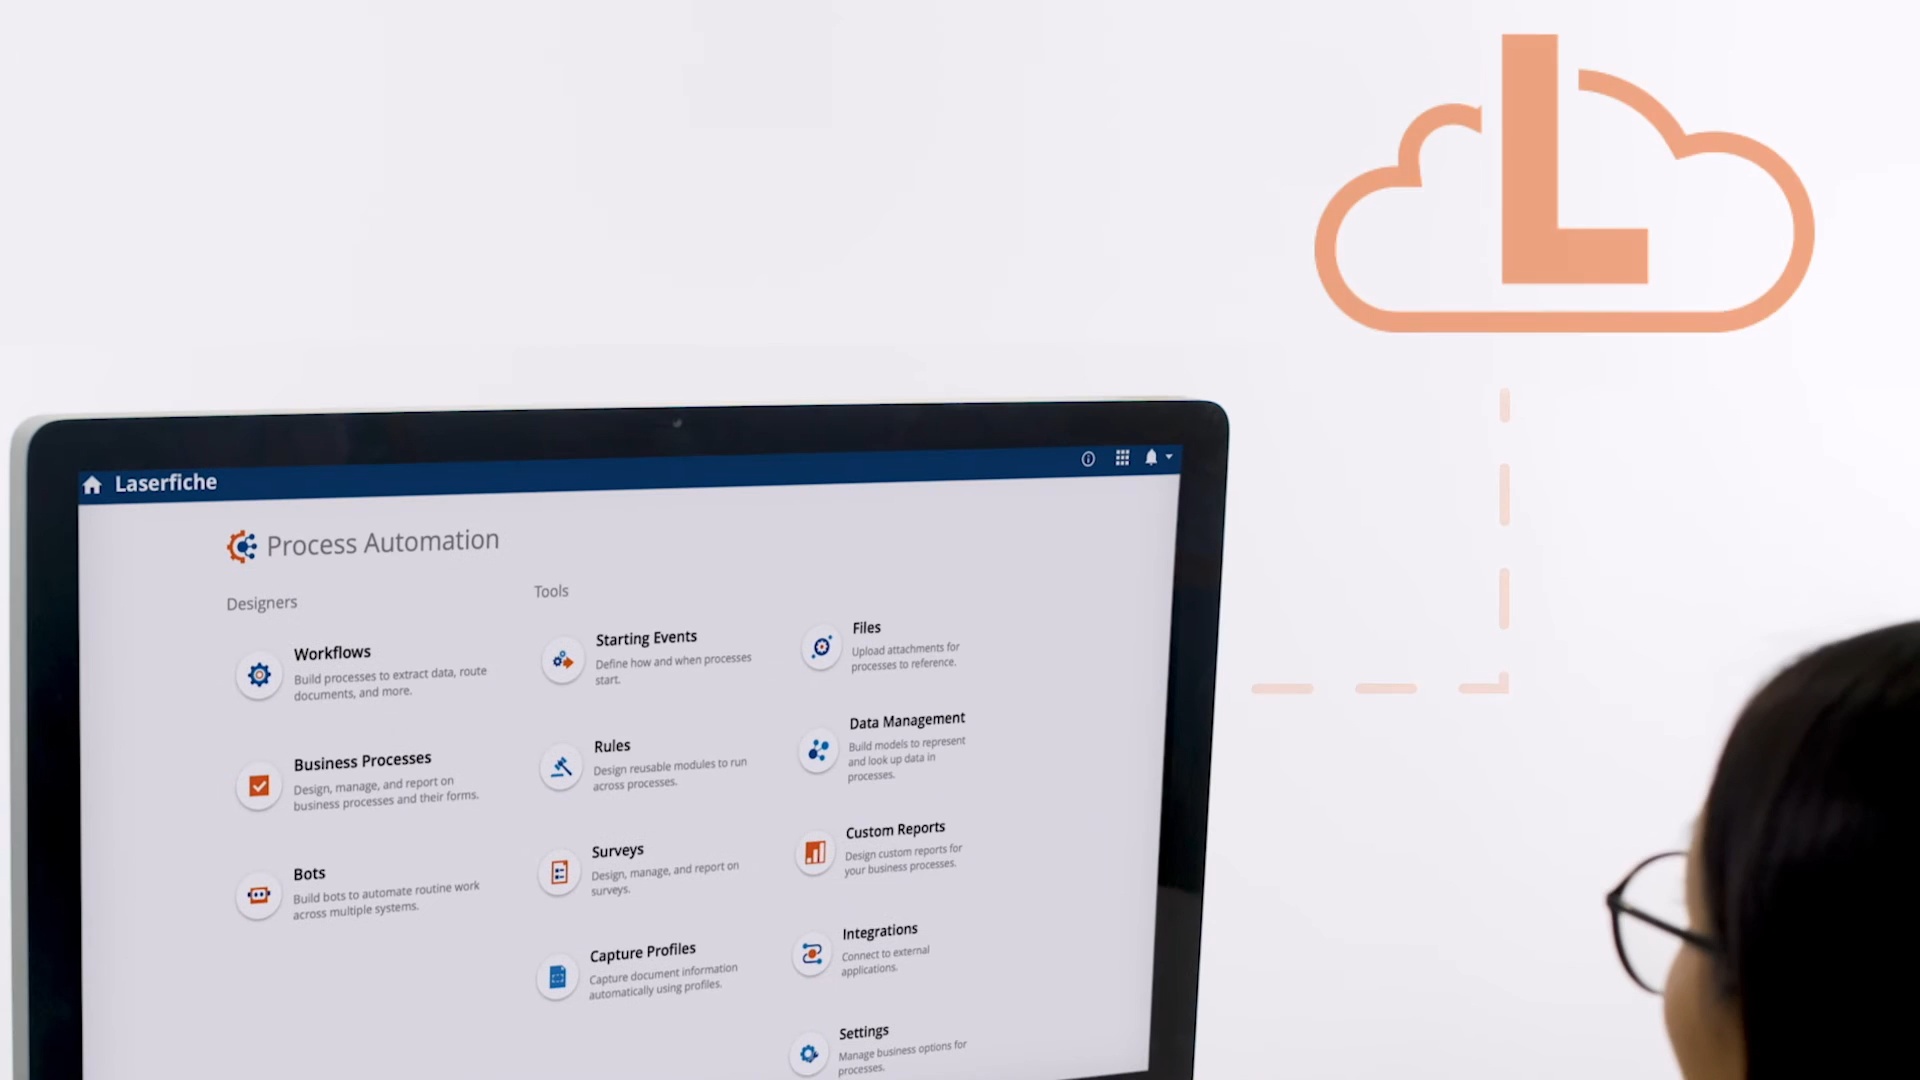 L
Laserfiche
Process Automation
Designers
Workflows
Build processes to extract data, route
documents, and more.
Business Processes
Design, manage, and report on
business processes and their forms.
Bots
Build bots to automate routine work
across multiple systems.
Tools
Starting Events
Define how and when processes
start.
Rules
Design reusable modules to run
across processes.
Surveys
Design, manage, and report on
surveys.
Capture Profiles
Capture document information
automatically using profiles.
Files
Upload attachments for
processes to reference.
Data Management
Build models to represent
and look up data in
processes.
Custom Reports
Design custom reports for
your business processes.
Integrations
Connect to external
applications.
Settings
Manage business options for
processes.